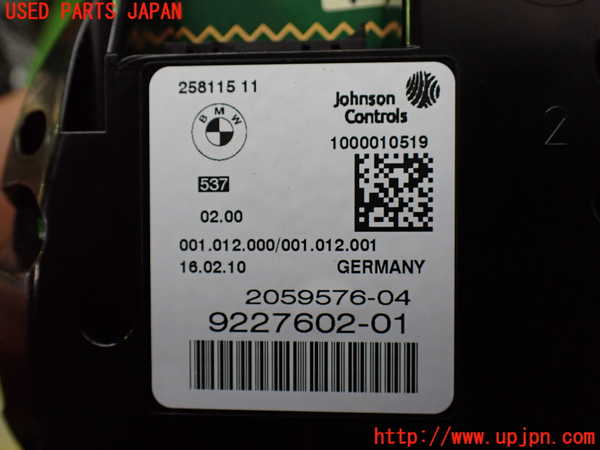 USED PARTS JAPAN
258115 11
BMW
Johnson
Controls
1000010519
537
02.00
2
001.012.000/001.012.001
16.02.10
GERMANY
2059576-04
9227602-01
http://www.upjpn.com/